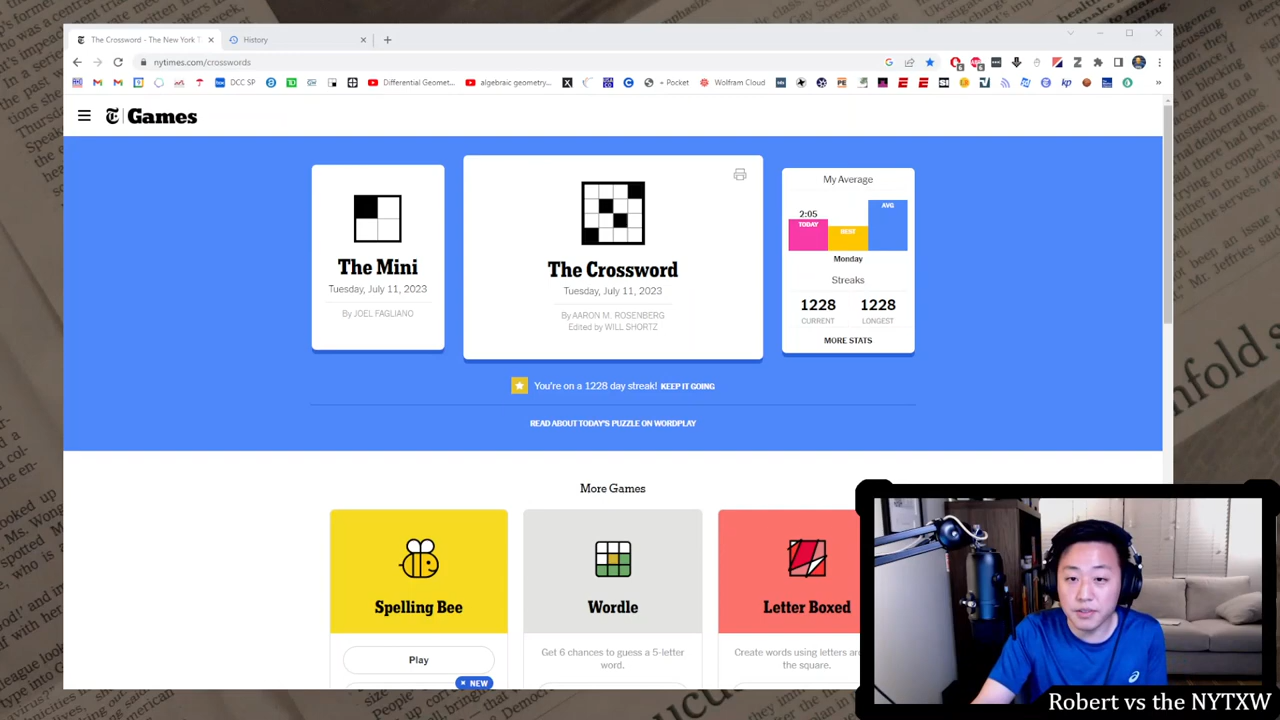 The Crossword - The New York T
History
nytimes.com/crosswords
DCC SP
Differential Geomet...
algebraic geometry...
+ Pocket
Wolfram Cloud
Games
The Mini
Tuesday, July 11, 2023
By JOEL FAGLIANO
The Crossword
Tuesday, July 11, 2023
By AARON M. ROSENBERG
Edited by WILL SHORTZ
My Average
2:05
TODAY
BEST
AVG
Monday
Streaks
1228
1228
CURRENT
LONGEST
MORE STATS
You're on a 1228 day streak! KEEP IT GOING
READ ABOUT TODAY'S PUZZLE ON WORDPLAY
More Games
Spelling Bee
Play
NEW
Wordle
Get 6 chances to guess a 5-letter
word.
Letter Boxed
Create words using letters
the square.
Robert vs the NYTXW